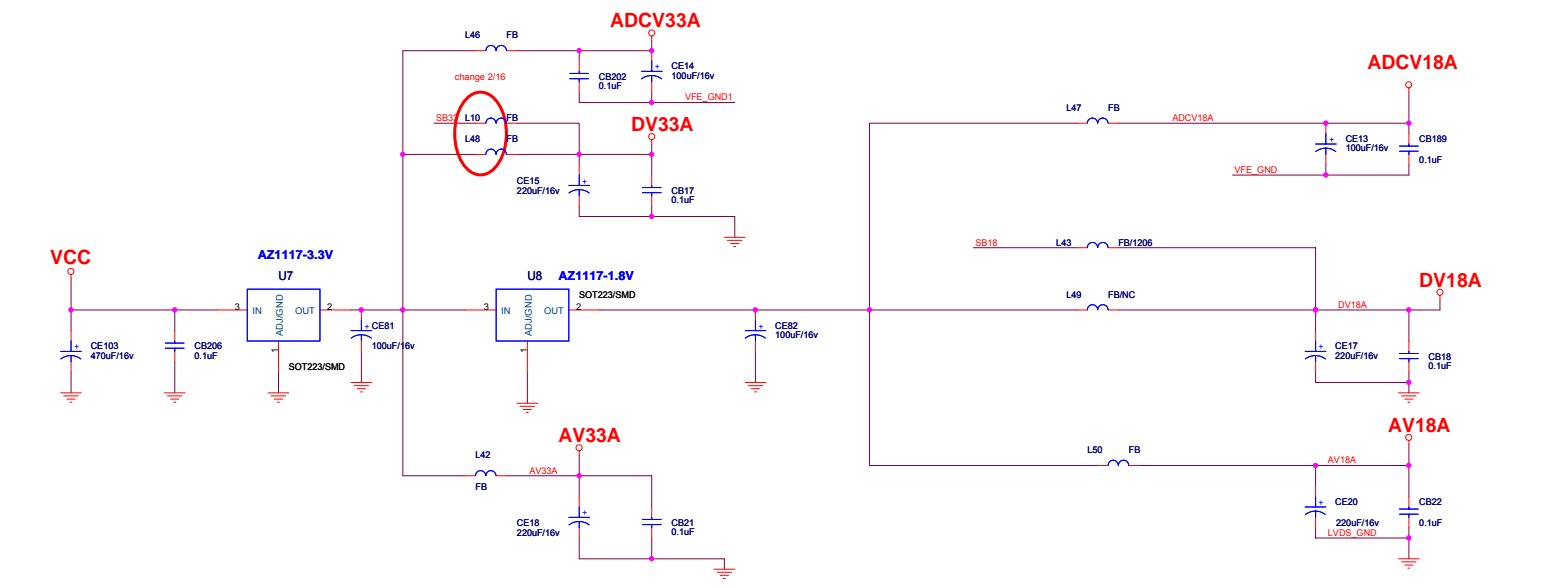 ADCV33A
L46 FB
change 2/16
CB202
0.1uF
CE14
100uF/16v
VFE_GND1
L10 FB
L48 FB
DV33A
CE15
220uF/16v
CB17
0.1uF
VCC
AZ1117-3.3V
U7
3 IN OUT 2
ADJ/GND
1
SOT223/SMD
CE103
470uF/16v
CB206
0.1uF
CE81
100uF/16v
U8 AZ1117-1.8V
SOT223/SMD
3 IN OUT 2
ADJ/GND
1
CE82
100uF/16v
AV33A
L42
FB
AV33A
CE18
220uF/16v
CB21
0.1uF
ADCV18A
L47 FB
ADCV18A
CE13
100uF/16v
CB189
0.1uF
VFE_GND
SB18 L43 FB/1206
DV18A
L49 FB/NC
DV18A
CE17
220uF/16v
CB18
0.1uF
AV18A
L50 FB
AV18A
CE20
220uF/16v
CB22
0.1uF
LVDS_GND